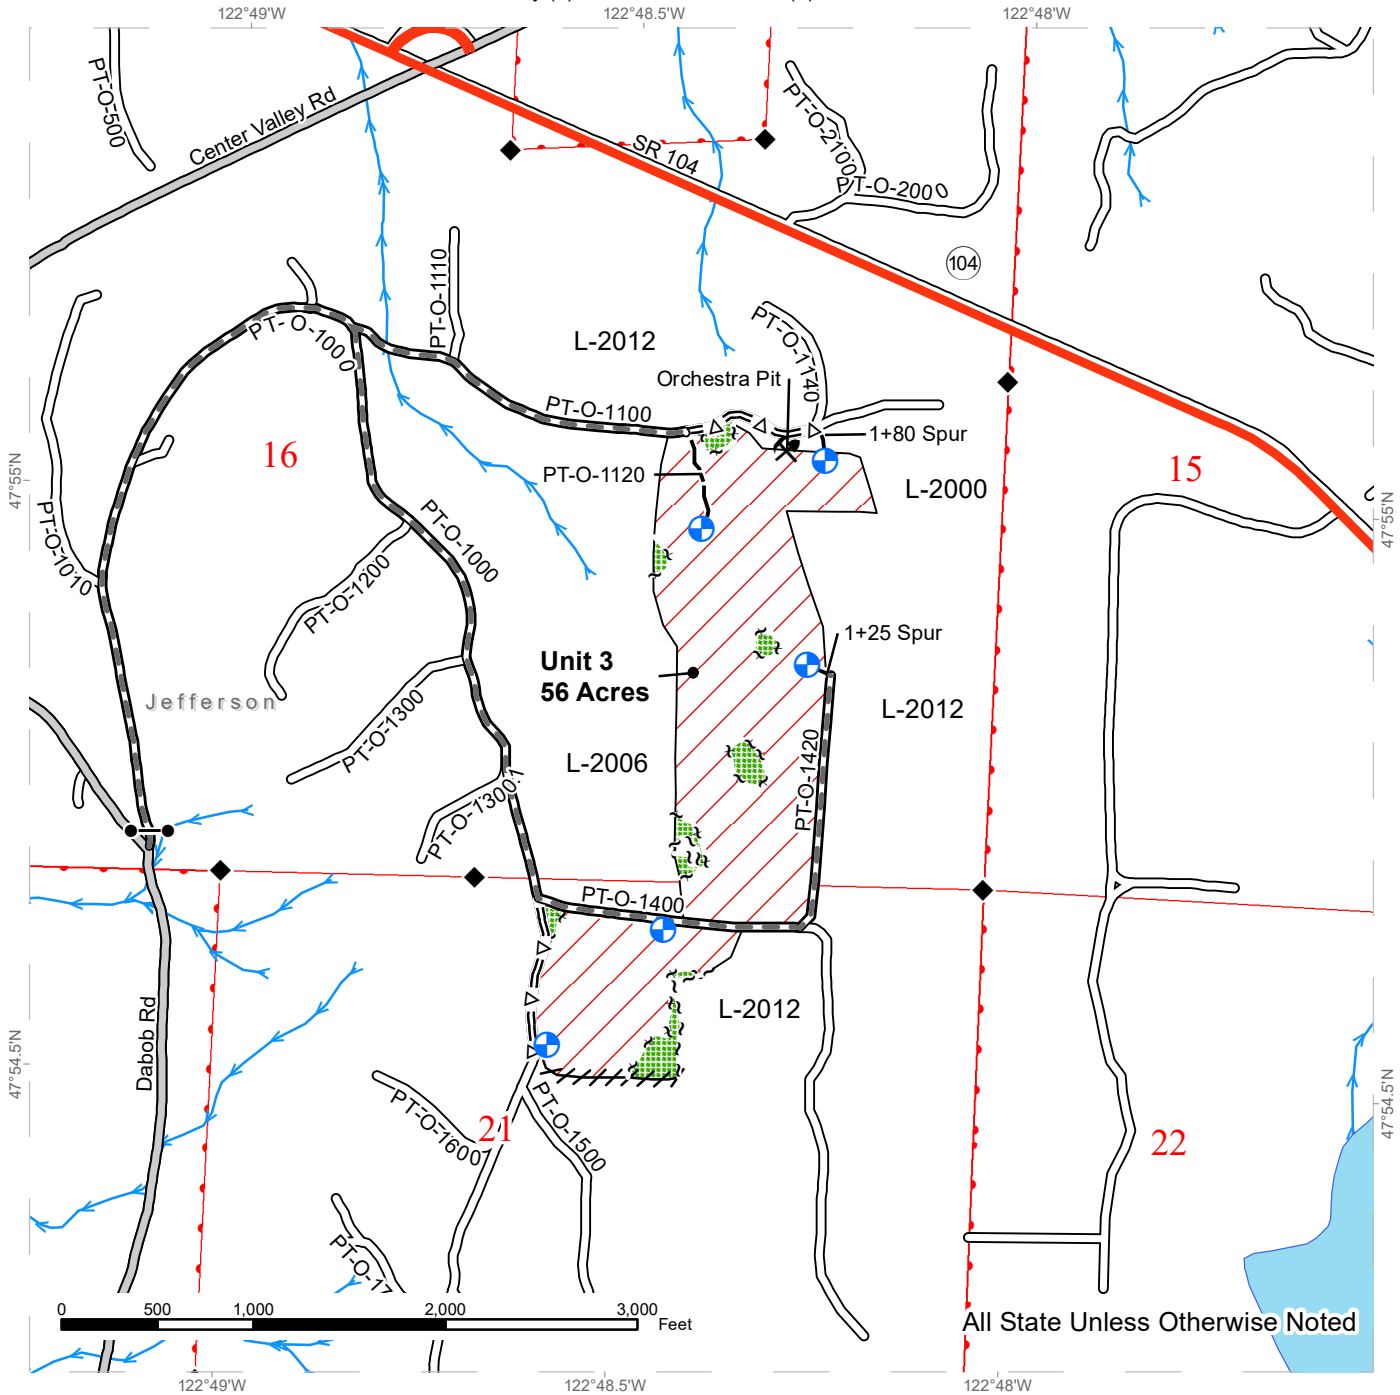 122°49'W
122°48.5'W
122°48'W
PT-O-500
Center Valley Rd
SR 104
PT-O-2100
PT-O-2000
104
PT-O-1110
PT-O-1000
L-2012
PT-O-1140
Orchestra Pit
PT-O-1100
1+80 Spur
16
PT-O-1120
L-2000
15
47°55'N
47°55'N
PT-O-1010
PT-O-1000
PT-O-1200
1+25 Spur
Unit 3
56 Acres
Jefferson
PT-O-1300
L-2012
L-2006
PT-O-1420
PT-O-1300.1
PT-O-1400
L-2012
Dabob Rd
47°54.5'N
47°54.5'N
PT-O-1600
21
PT-O-1500
22
PT-O-17
0
500
1,000
2,000
3,000
Feet
All State Unless Otherwise Noted
122°49'W
122°48.5'W
122°48'W